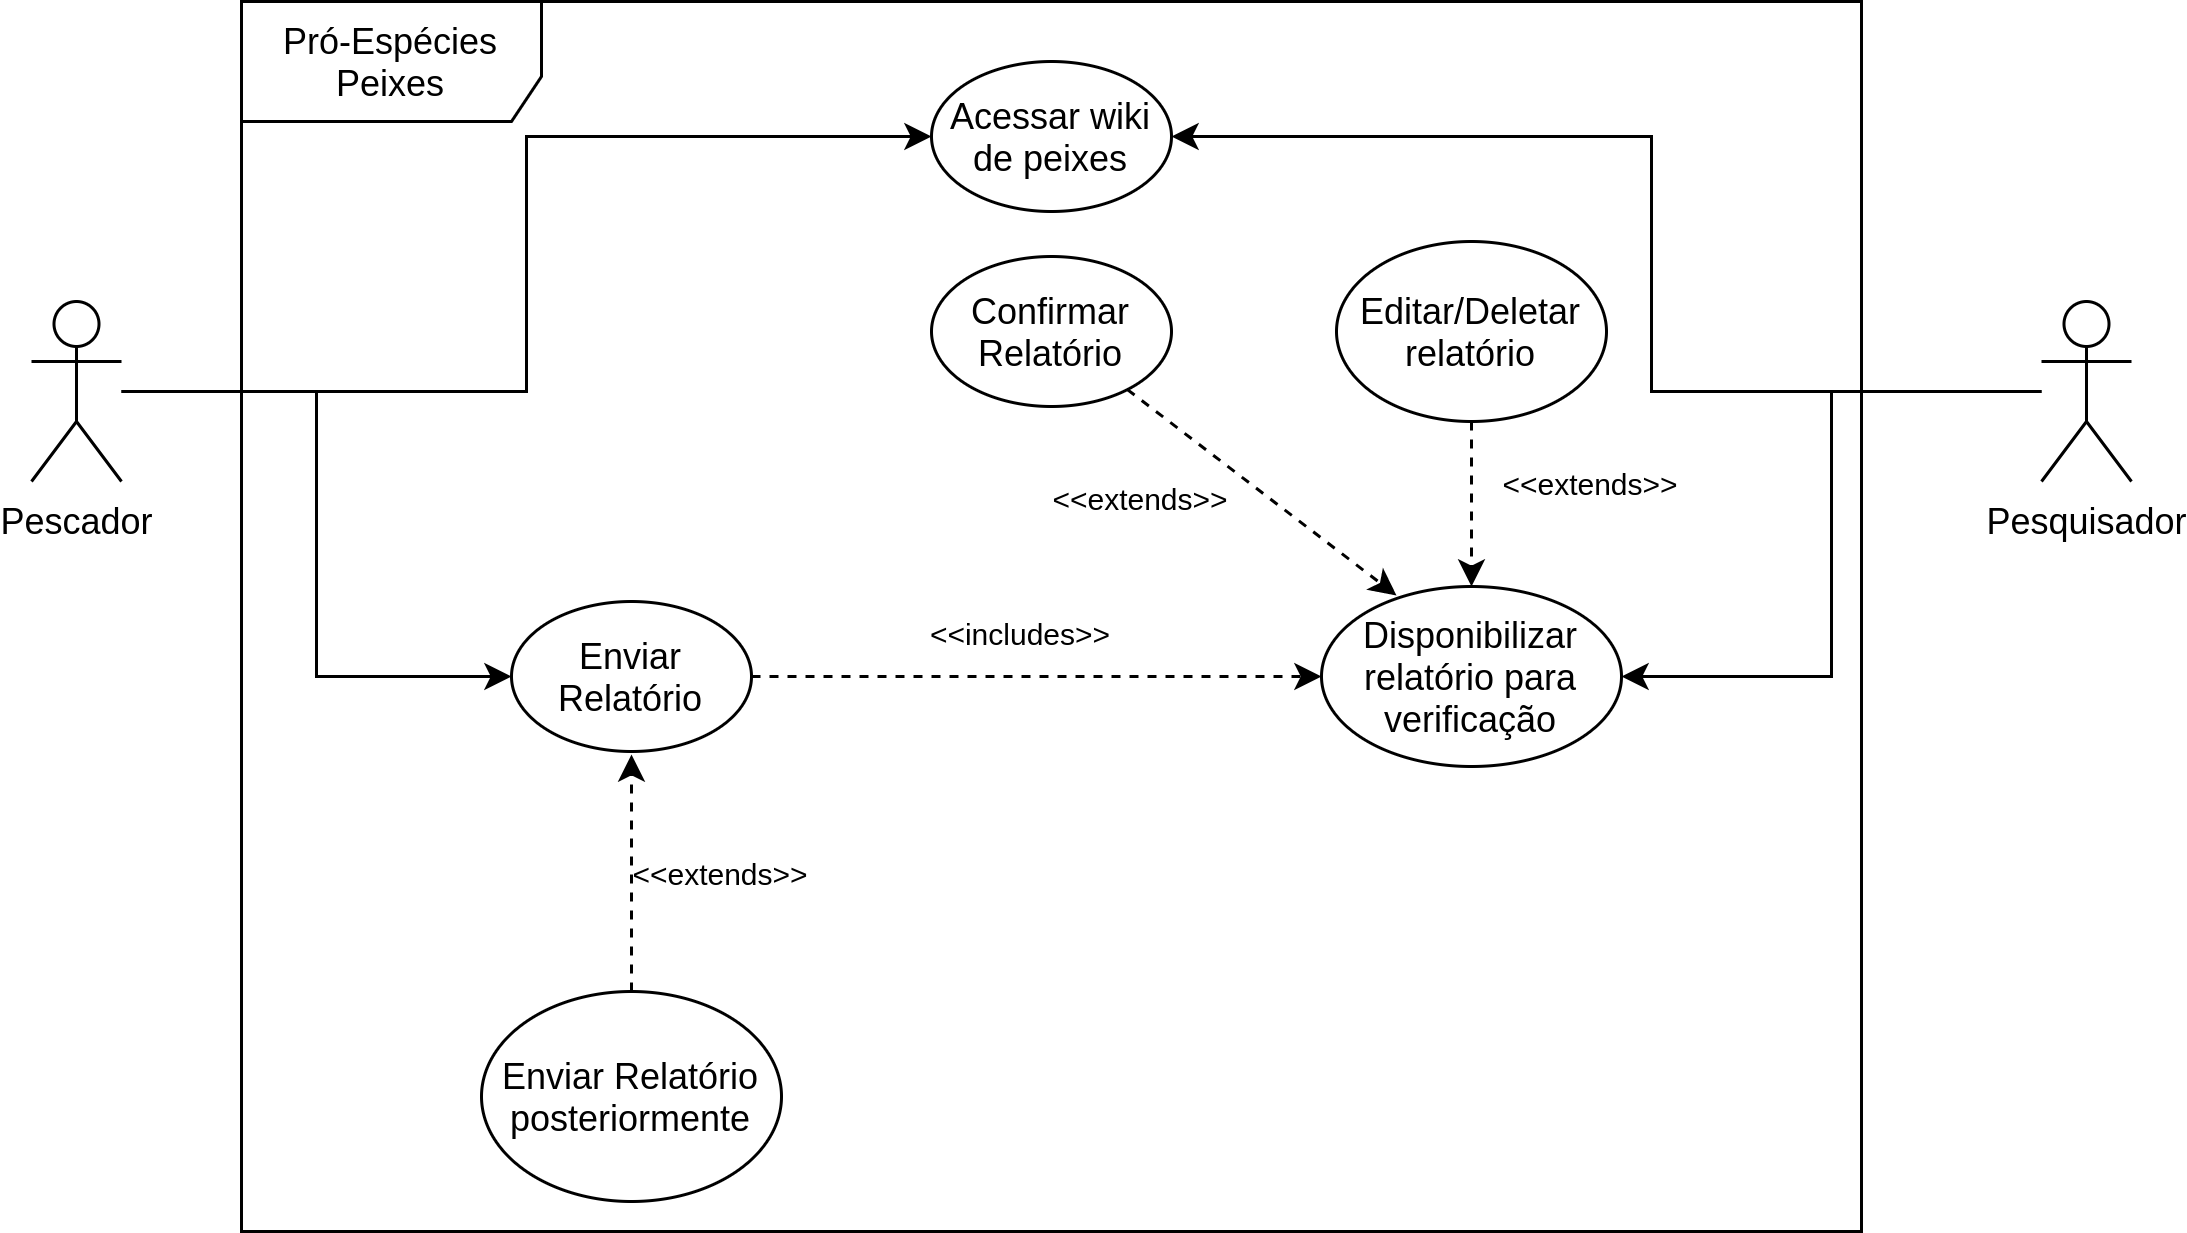 Pró-Espécies
Peixes
Acessar wiki
de peixes
Confirmar
Relatório
Editar/Deletar
relatório
<<extends>>
<<extends>>
Pescador
Pesquisador
Enviar
Relatório
<<includes>>
Disponibilizar
relatório para
verificação
<<extends>>
Enviar Relatório
posteriormente